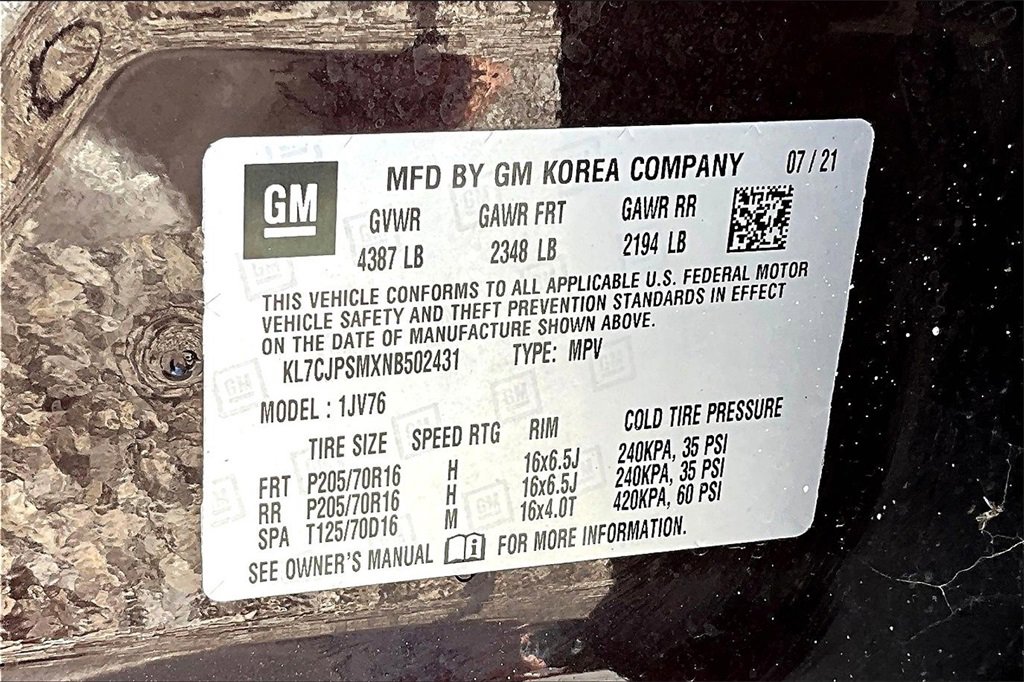 GM MFD BY GM KOREA COMPANY 07/21
GVWR GAWR FRT GAWR RR
4387 LB 2348 LB 2194 LB
THIS VEHICLE CONFORMS TO ALL APPLICABLE U.S. FEDERAL MOTOR
VEHICLE SAFETY AND THEFT PREVENTION STANDARDS IN EFFECT
ON THE DATE OF MANUFACTURE SHOWN ABOVE.
KL7CJPSMXNB502431 TYPE: MPV
MODEL : 1JV76
TIRE SIZE SPEED RTG RIM COLD TIRE PRESSURE
FRT P205/70R16 H 16x6.5J 240KPA, 35 PSI
RR P205/70R16 H 16x6.5J 240KPA, 35 PSI
SPA T125/70D16 M 16x4.0T 420KPA, 60 PSI
SEE OWNER'S MANUAL FOR MORE INFORMATION.